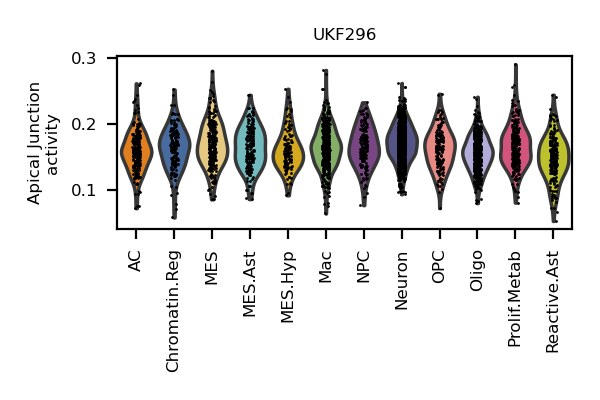 UKF296
Apical Junction
activity
0.3
0.2
0.1
AC
Chromatin.Reg
MES
MES.Ast
MES.Hyp
Mac
NPC
Neuron
OPC
Oligo
Prolif.Metab
Reactive.Ast